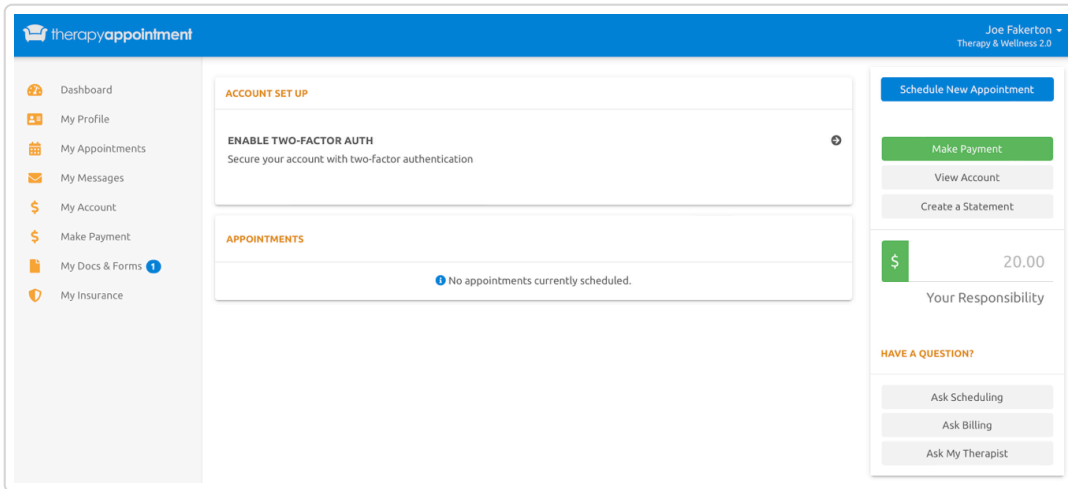 therapyappointment
Joe Fakerton
Therapy & Wellness 2.0
Dashboard
My Profile
My Appointments
My Messages
My Account
Make Payment
My Docs & Forms 1
My Insurance
ACCOUNT SET UP
ENABLE TWO-FACTOR AUTH
Secure your account with two-factor authentication
APPOINTMENTS
No appointments currently scheduled.
Schedule New Appointment
Make Payment
View Account
Create a Statement
$ 20.00
Your Responsibility
HAVE A QUESTION?
Ask Scheduling
Ask Billing
Ask My Therapist